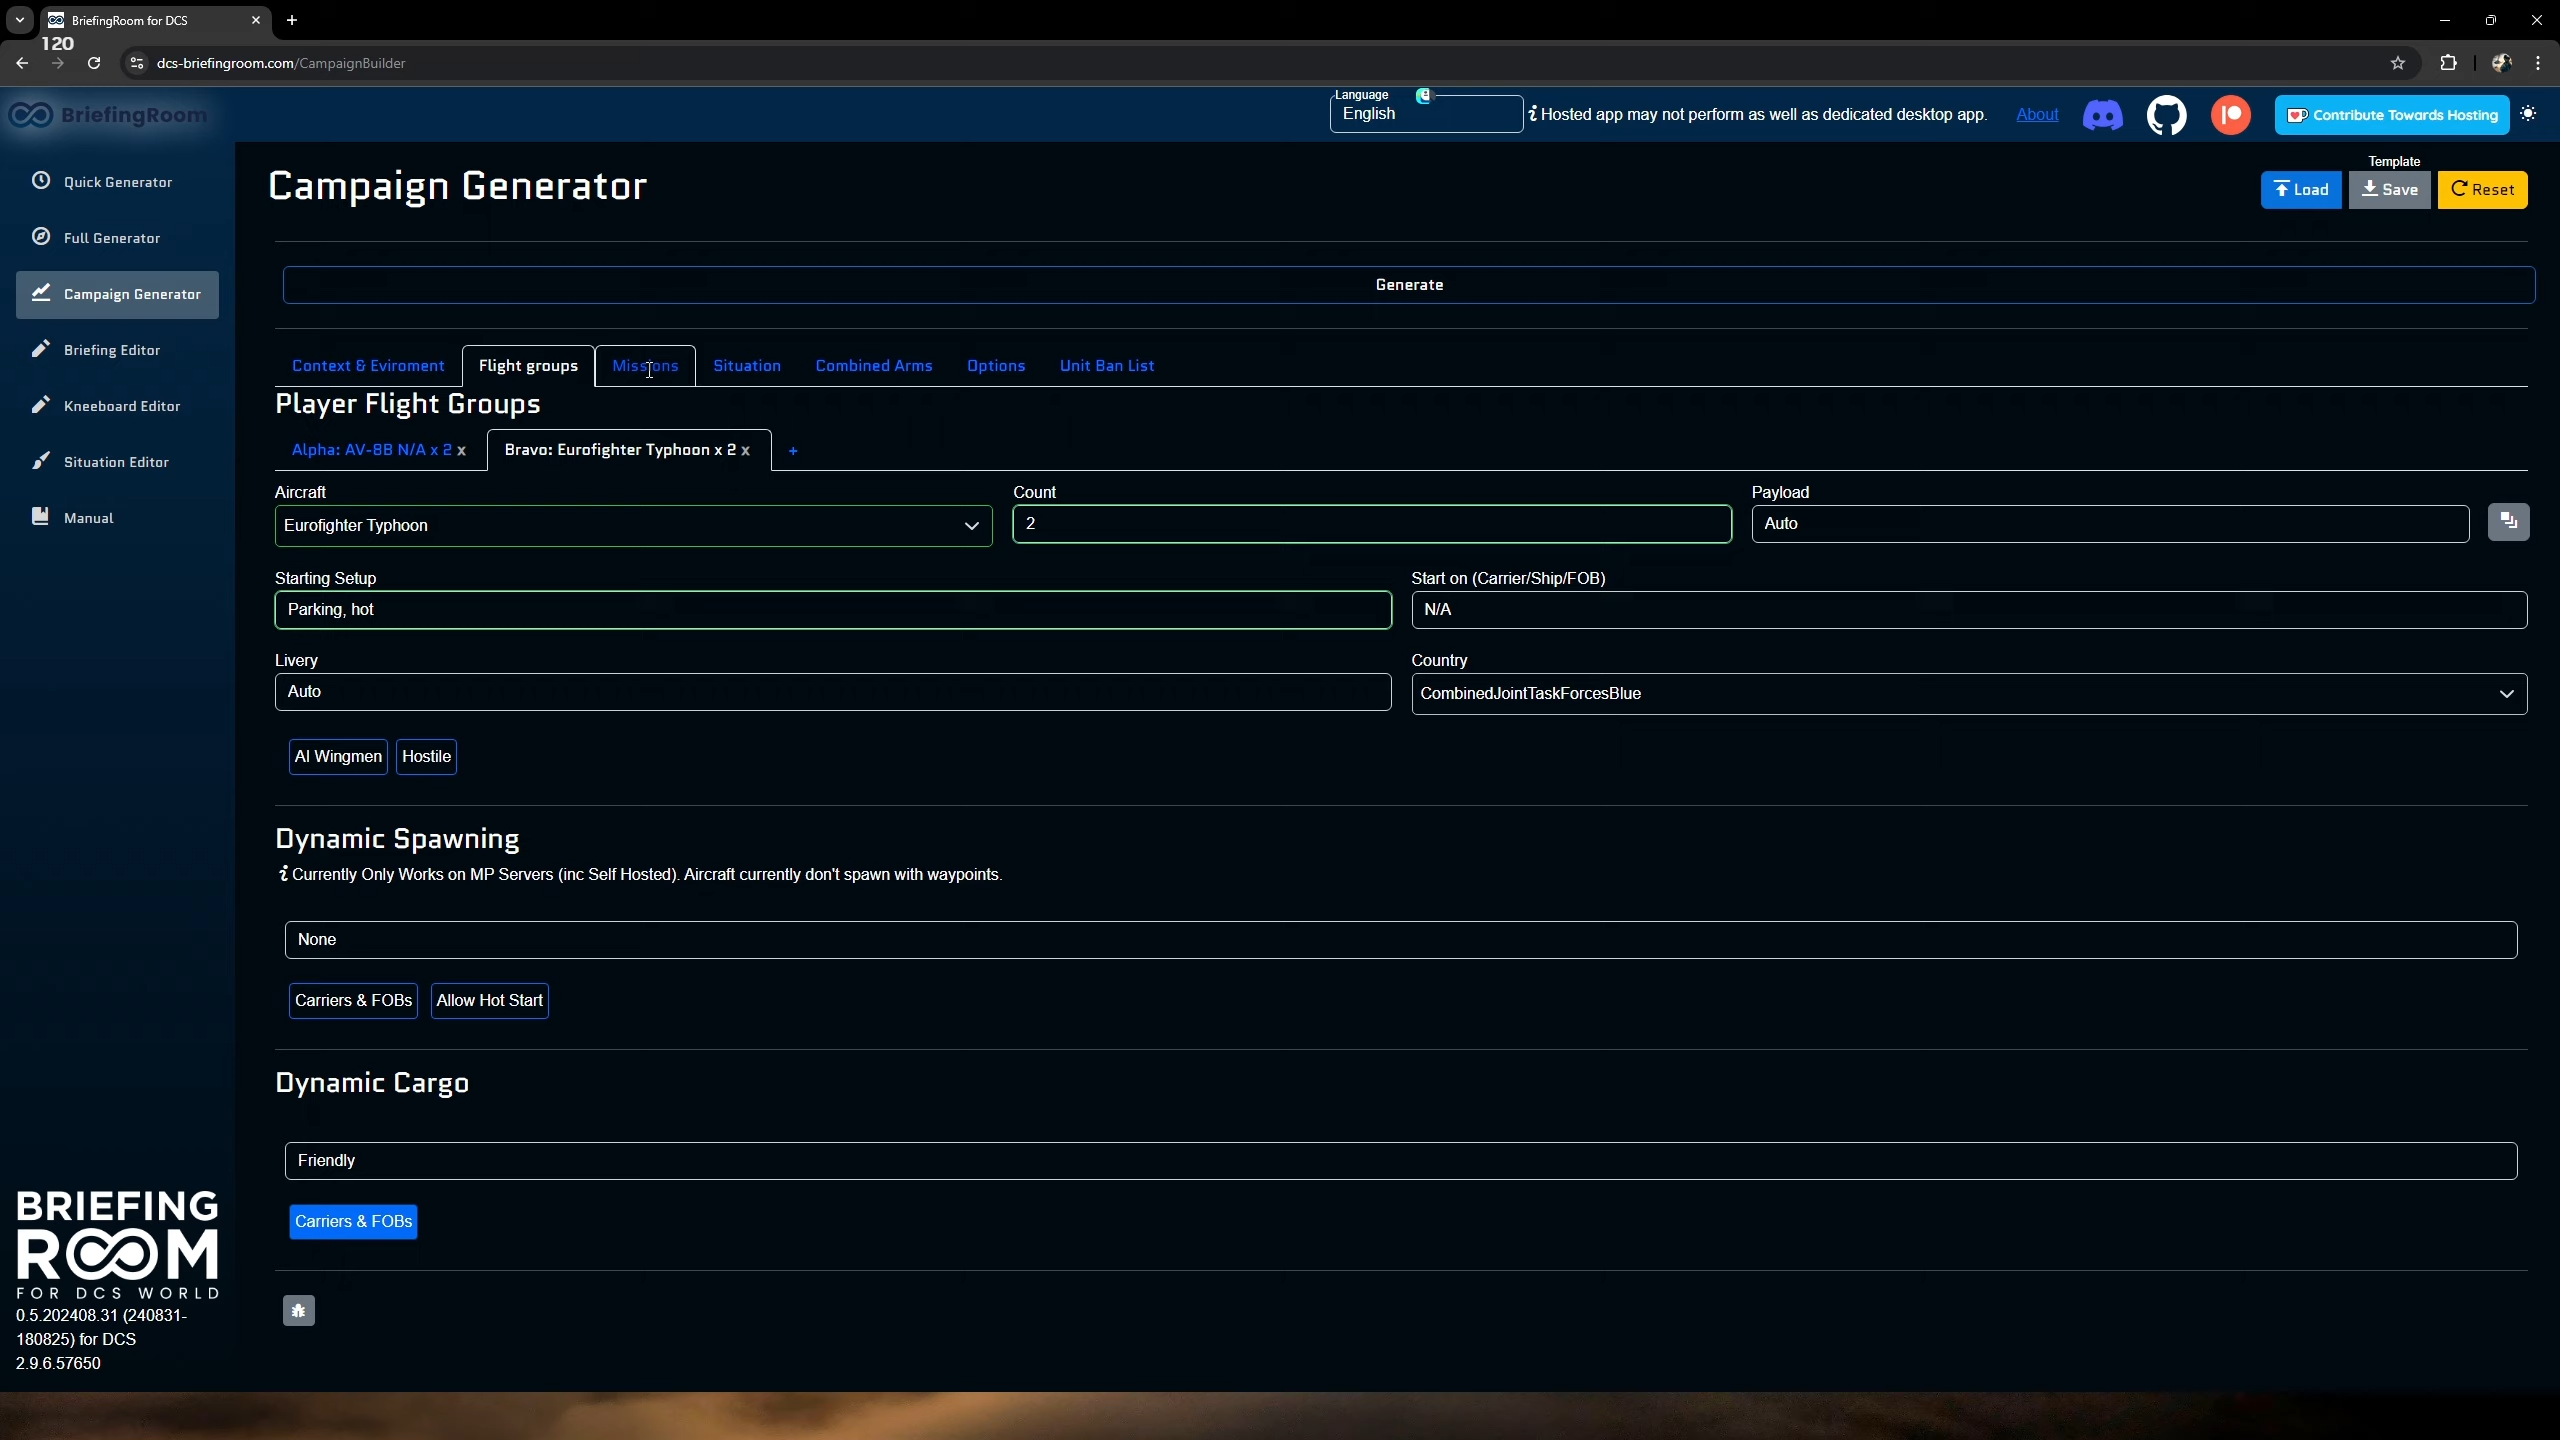 BriefingRoom for DCS
120
dcs-briefingroom.com/CampaignBuilder
BriefingRoom
Language
English
Hosted app may not perform as well as dedicated desktop app.
About
Contribute Towards Hosting
Quick Generator
Full Generator
Campaign Generator
Briefing Editor
Kneeboard Editor
Situation Editor
Manual
Campaign Generator
Template
Load
Save
Reset
Generate
Context & Eviroment
Flight groups
Missions
Situation
Combined Arms
Options
Unit Ban List
Player Flight Groups
Alpha: AV-8B N/A x 2 x
Bravo: Eurofighter Typhoon x 2 x
+
Aircraft
Eurofighter Typhoon
Count
2
Payload
Auto
Starting Setup
Parking, hot
Start on (Carrier/Ship/FOB)
N/A
Livery
Auto
Country
CombinedJointTaskForcesBlue
AI Wingmen
Hostile
Dynamic Spawning
Currently Only Works on MP Servers (inc Self Hosted). Aircraft currently don't spawn with waypoints.
None
Carriers & FOBs
Allow Hot Start
Dynamic Cargo
Friendly
Carriers & FOBs
BRIEFING
ROOM
FOR DCS WORLD
0.5.202408.31 (240831-
180825) for DCS
2.9.6.57650